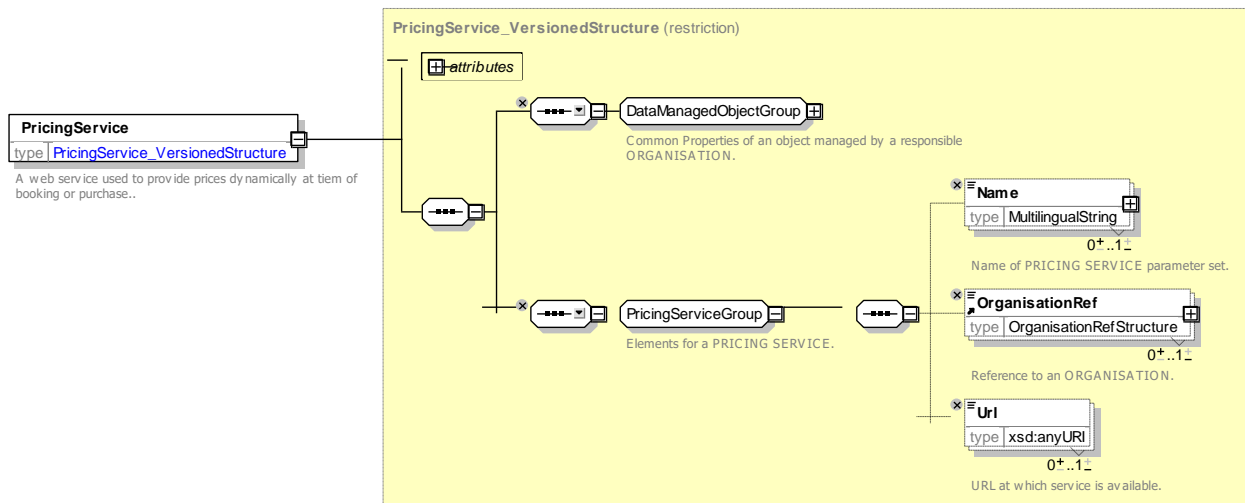 PricingService_VersionedStructure (restriction)
attributes
DataManagedObjectGroup
Common Properties of an object managed by a responsible
ORGANISATION.
PricingService
type PricingService_VersionedStructure
A web service used to provide prices dynamically at tiem of
booking or purchase..
Name
type MultilingualString
0..1
Name of PRICING SERVICE parameter set.
PricingServiceGroup
Elements for a PRICING SERVICE.
OrganisationRef
type OrganisationRefStructure
0..1
Reference to an ORGANISATION.
Url
type xsd:anyURI
0..1
URL at which service is available.